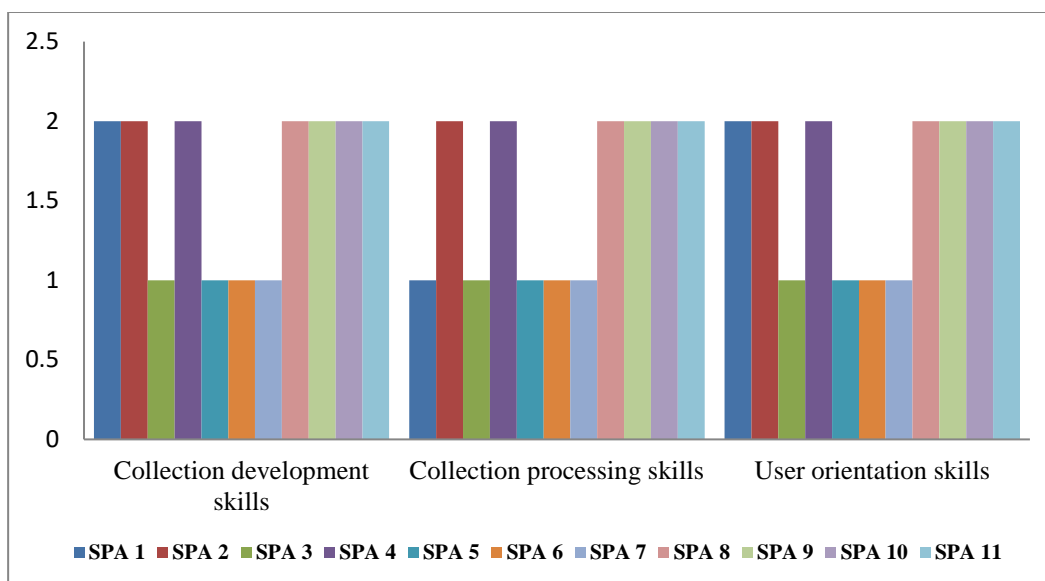 2.5
2
1.5
1
0.5
0
Collection development
skills
Collection processing skills
User orientation skills
SPA 1 SPA 2 SPA 3 SPA 4 SPA 5 SPA 6 SPA 7 SPA 8 SPA 9 SPA 10 SPA 11